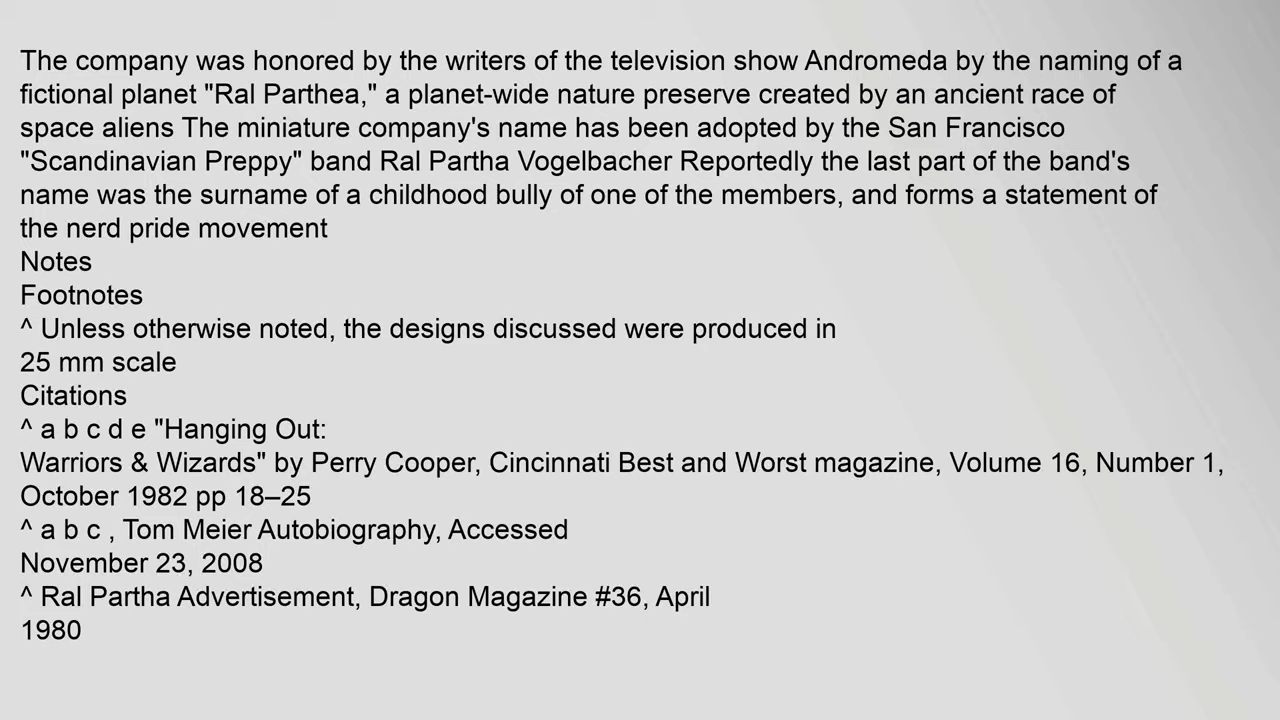 The company was honored by the writers of the television show Andromeda by the naming of a
fictional planet "Ral Parthea," a planet-wide nature preserve created by an ancient race of
space aliens The miniature company's name has been adopted by the San Francisco
"Scandinavian Preppy" band Ral Partha Vogelbacher Reportedly the last part of the band's
name was the surname of a childhood bully of one of the members, and forms a statement of
the nerd pride movement
Notes
Footnotes
^ Unless otherwise noted, the designs discussed were produced in
25 mm scale
Citations
^ a b c d e "Hanging Out:
Warriors & Wizards" by Perry Cooper, Cincinnati Best and Worst magazine, Volume 16, Number 1,
October 1982 pp 18–25
^ a b c , Tom Meier Autobiography, Accessed
November 23, 2008
^ Ral Partha Advertisement, Dragon Magazine #36, April
1980